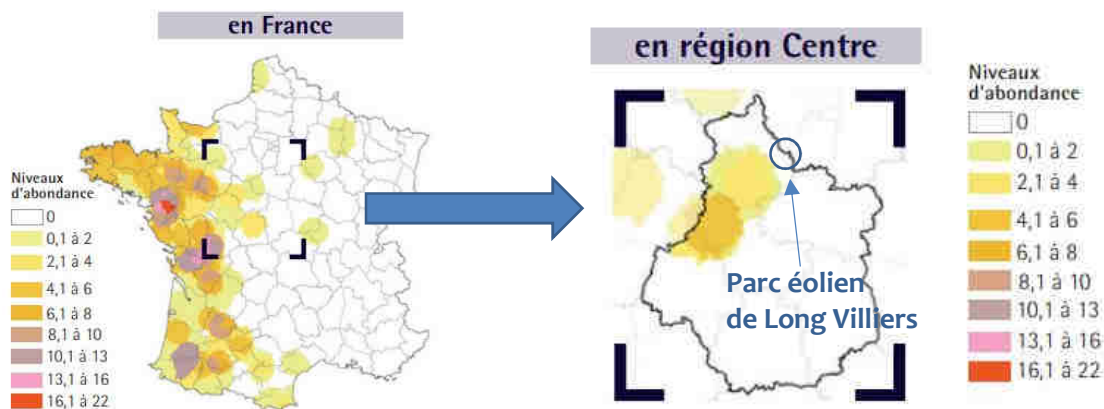 en France
Niveaux
d'abondance
0
0,1 à 2
2,1 à 4
4,1 à 6
6,1 à 8
8,1 à 10
10,1 à 13
13,1 à 16
16,1 à 22
en région Centre
Parc éolien
de Long Villiers
Niveaux
d'abondance
0
0,1 à 2
2,1 à 4
4,1 à 6
6,1 à 8
8,1 à 10
10,1 à 13
13,1 à 16
16,1 à 22